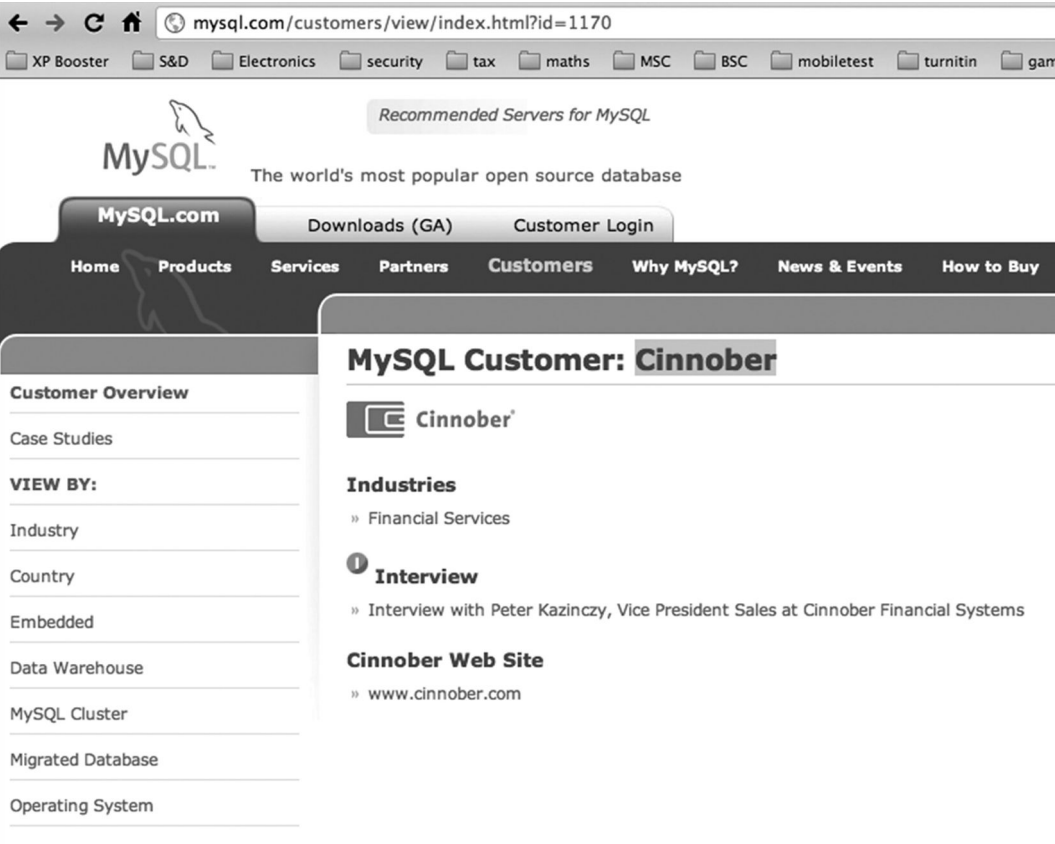 mysql.com/customers/view/index.html?id=1170
XP Booster S&D Electronics security tax maths MSC BSC mobiletest turnitin gam
Recommended Servers for MySQL
MySQL™
The world's most popular open source database
MySQL.com Downloads (GA) Customer Login
Home Products Services Partners Customers Why MySQL? News & Events How to Buy
MySQL Customer: Cinnober
Customer Overview
Case Studies
VIEW BY:
Industry
Country
Embedded
Data Warehouse
MySQL Cluster
Migrated Database
Operating System
Cinnober®
Industries
» Financial Services
Interview
» Interview with Peter Kazinczy, Vice President Sales at Cinnober Financial Systems
Cinnober Web Site
» www.cinnober.com